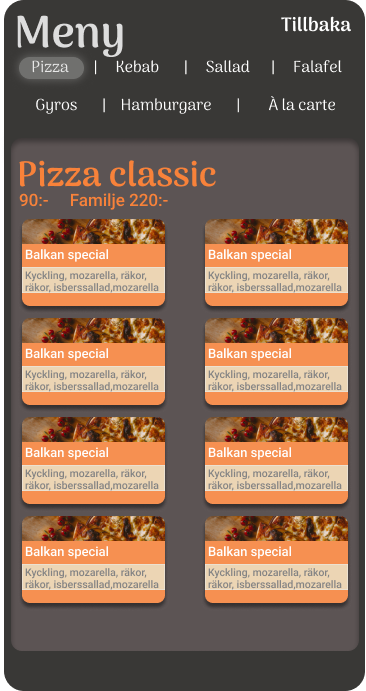 Meny
Tillbaka
Pizza | Kebab | Sallad | Falafel
Gyros | Hamburgare | À la carte
Pizza classic
90:- Familje 220:-
Balkan special
Kyckling, mozarella, räkor,
räkor, isberssallad,mozarella
Balkan special
Kyckling, mozarella, räkor,
räkor, isberssallad,mozarella
Balkan special
Kyckling, mozarella, räkor,
räkor, isberssallad,mozarella
Balkan special
Kyckling, mozarella, räkor,
räkor, isberssallad,mozarella
Balkan special
Kyckling, mozarella, räkor,
räkor, isberssallad,mozarella
Balkan special
Kyckling, mozarella, räkor,
räkor, isberssallad,mozarella
Balkan special
Kyckling, mozarella, räkor,
räkor, isberssallad,mozarella
Balkan special
Kyckling, mozarella, räkor,
räkor, isberssallad,mozarella